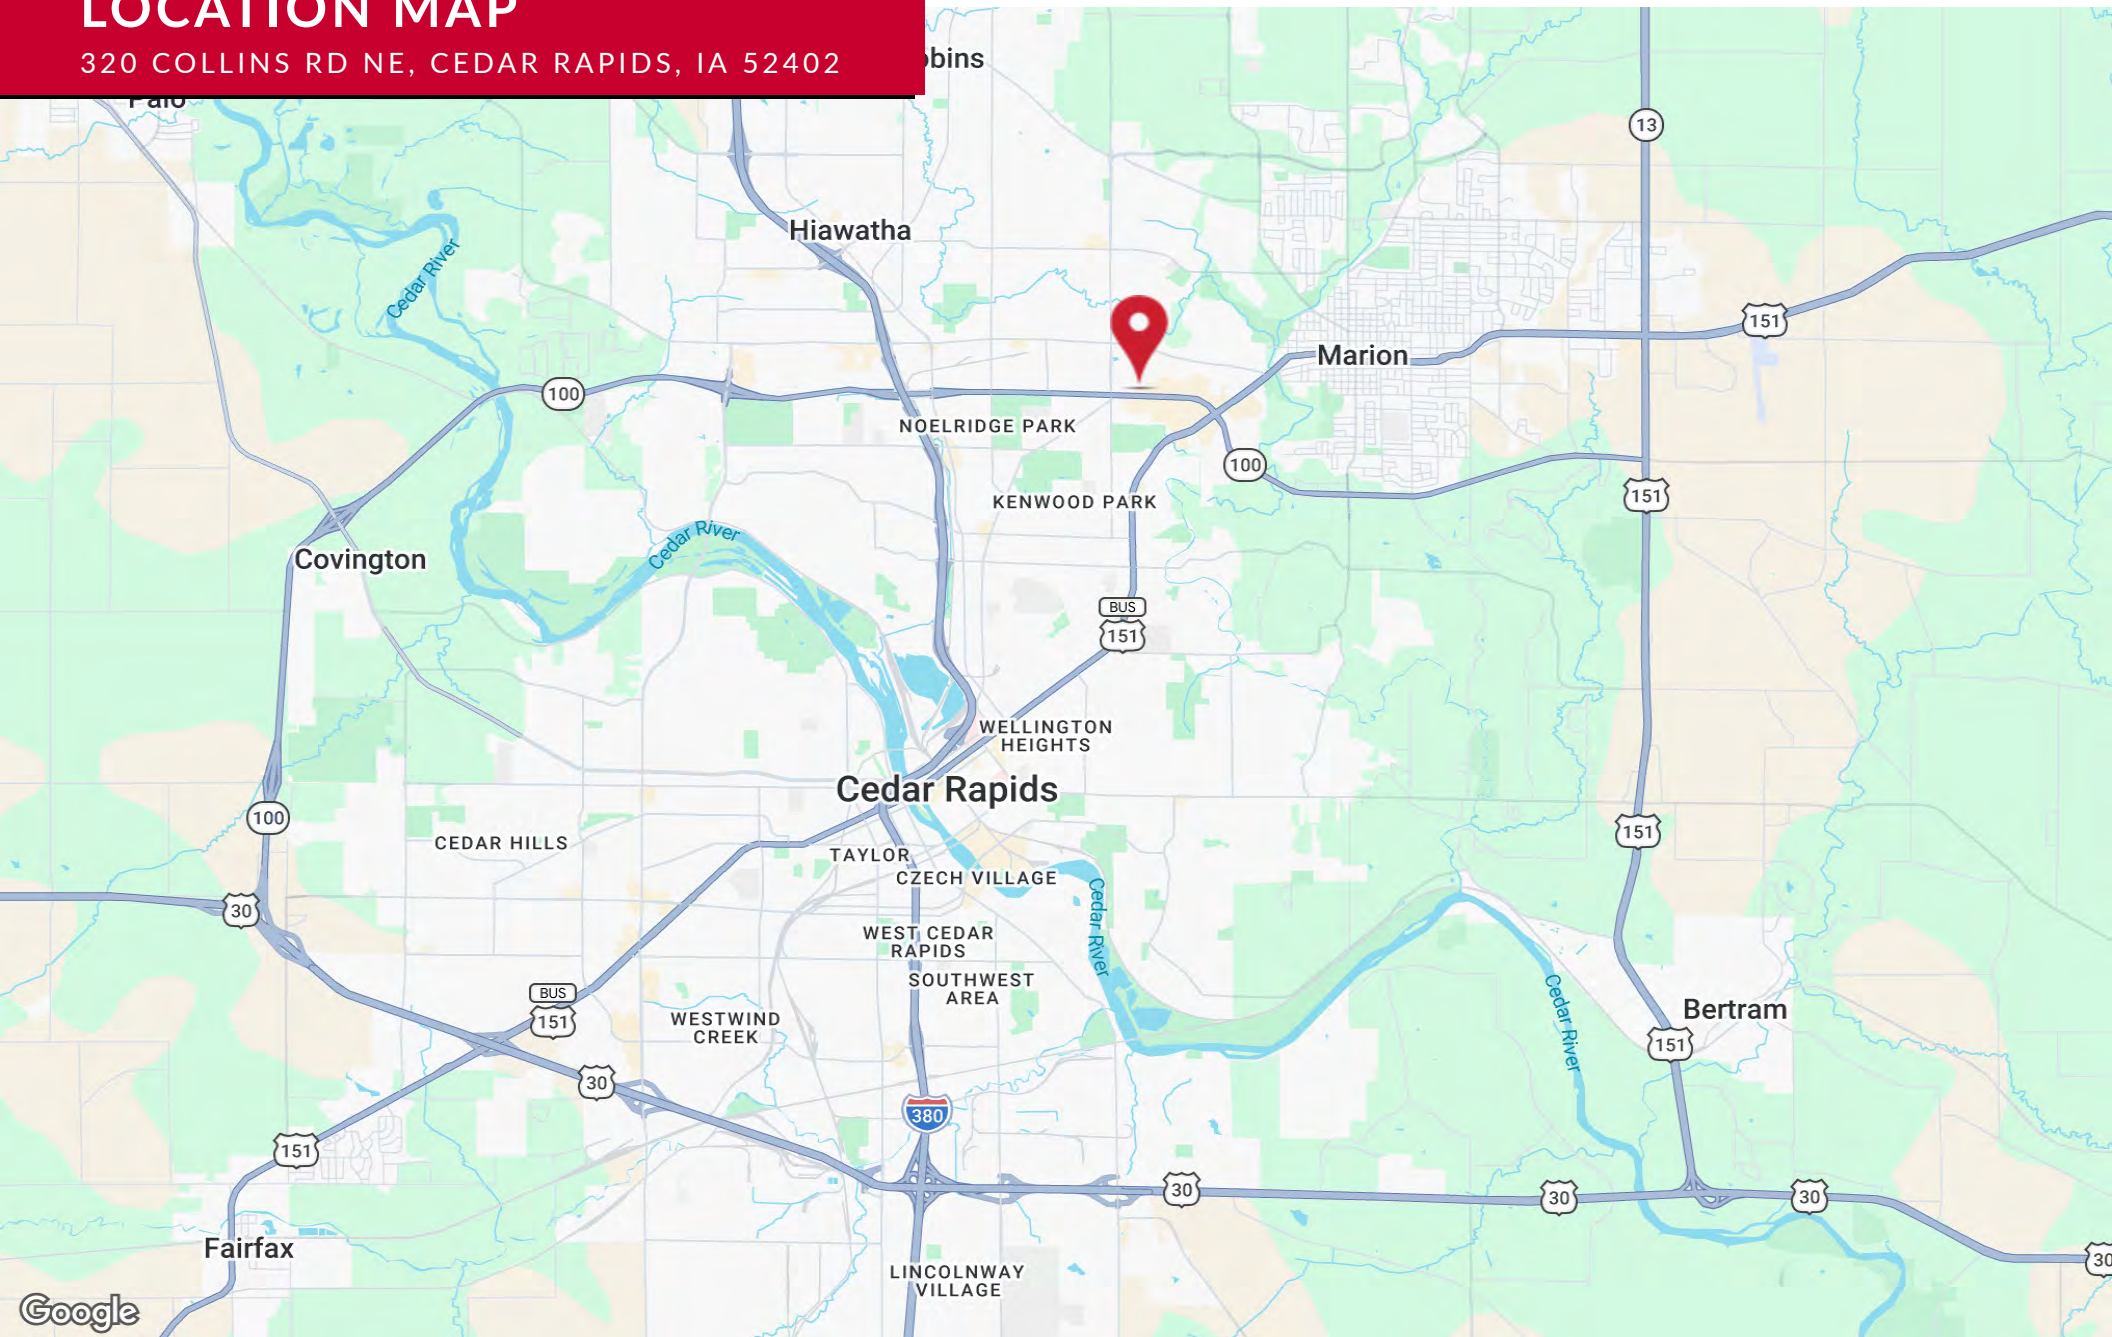 LOCATION MAP
320 COLLINS RD NE, CEDAR RAPIDS, IA 52402
Palo
13
Hiawatha
Cedar River
151
Marion
100
NOELRIDGE PARK
100
151
KENWOOD PARK
Cedar River
Covington
BUS
151
WELLINGTON
HEIGHTS
Cedar Rapids
100
151
CEDAR HILLS
TAYLOR
CZECH VILLAGE
Cedar River
30
WEST CEDAR
RAPIDS
SOUTHWEST
AREA
BUS
151
WESTWIND
CREEK
Cedar River
Bertram
151
30
380
151
30
30
30
Fairfax
30
LINCOLNWAY
VILLAGE
Google